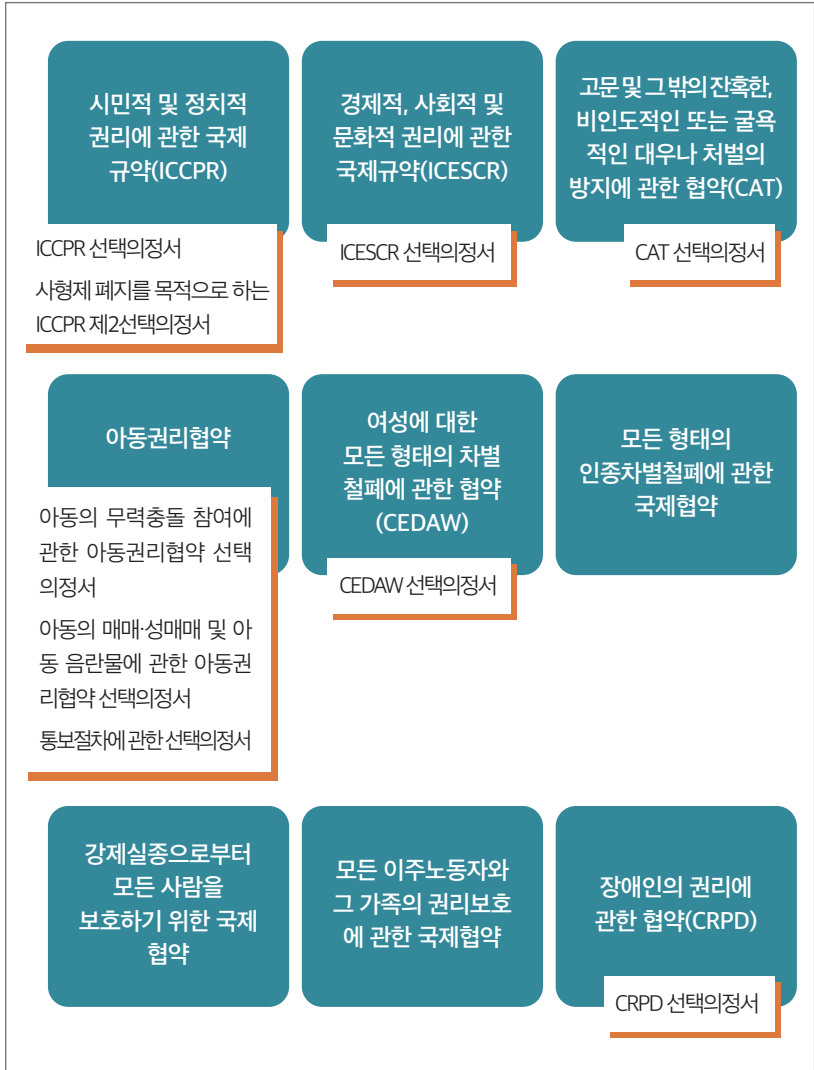 시민적 및 정치적
권리에 관한 국제
규약(ICCPR)
ICCPR 선택의정서
사형제 폐지를 목적으로 하는
ICCPR 제2선택의정서
경제적, 사회적 및
문화적 권리에 관한
국제규약(ICESCR)
ICESCR 선택의정서
고문 및 그 밖의 잔혹한,
비인도적인 또는 굴욕
적인 대우나 처벌의
방지에 관한 협약(CAT)
CAT 선택의정서
아동권리협약
아동의 무력충돌 참여에
관한 아동권리협약 선택
의정서
아동의 매매·성매매 및 아
동 음란물에 관한 아동권
리협약 선택의정서
통보절차에 관한 선택의정서
여성에 대한
모든 형태의 차별
철폐에 관한 협약
(CEDAW)
CEDAW 선택의정서
모든 형태의
인종차별철폐에 관한
국제협약
강제실종으로부터
모든 사람을
보호하기 위한 국제
협약
모든 이주노동자와
그 가족의 권리보호
에 관한 국제협약
장애인의 권리에
관한 협약(CRPD)
CRPD 선택의정서